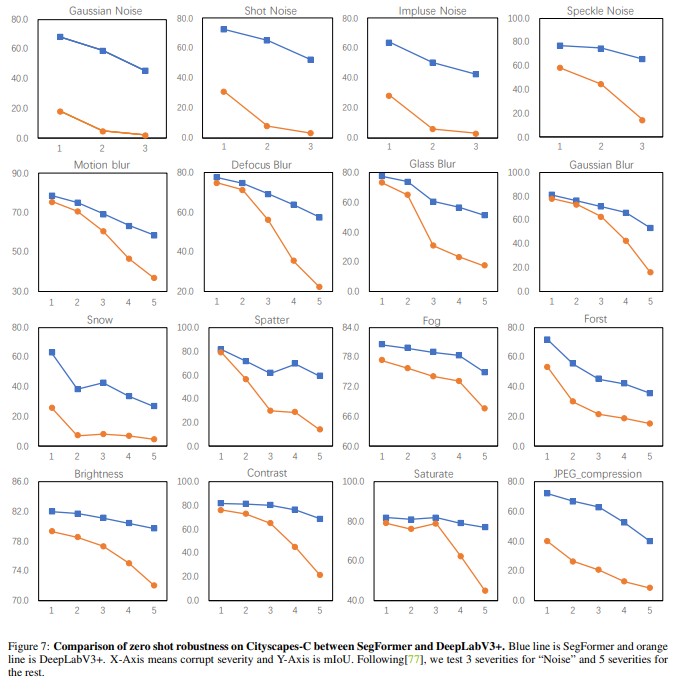 Gaussian Noise
80.0
60.0
40.0
20.0
0.0
1 2 3
Shot Noise
80.0
60.0
40.0
20.0
0.0
1 2 3
Impluse Noise
80.0
60.0
40.0
20.0
0.0
1 2 3
Speckle Noise
100.0
80.0
60.0
40.0
20.0
0.0
1 2 3
Motion blur
90.0
70.0
50.0
30.0
1 2 3 4 5
Defocus Blur
80.0
60.0
40.0
20.0
1 2 3 4 5
Glass Blur
80.0
60.0
40.0
20.0
0.0
1 2 3 4 5
Gaussian Blur
100.0
80.0
60.0
40.0
20.0
0.0
1 2 3 4 5
Snow
80.0
60.0
40.0
20.0
0.0
1 2 3 4 5
Spatter
100.0
80.0
60.0
40.0
20.0
0.0
1 2 3 4 5
Fog
84.0
78.0
72.0
66.0
60.0
1 2 3 4 5
Forst
80.0
60.0
40.0
20.0
0.0
1 2 3 4 5
Brightness
86.0
82.0
78.0
74.0
70.0
1 2 3 4 5
Contrast
100.0
80.0
60.0
40.0
20.0
0.0
1 2 3 4 5
Saturate
100.0
80.0
60.0
40.0
1 2 3 4 5
JPEG_compression
80.0
60.0
40.0
20.0
0.0
1 2 3 4 5
Figure 7: Comparison of zero shot robustness on Cityscapes-C between SegFormer and DeepLabV3+. Blue line is SegFormer and orange
line is DeepLabV3+. X-Axis means corrupt severity and Y-Axis is mIoU. Following[77], we test 3 severities for “Noise” and 5 severities for
the rest.